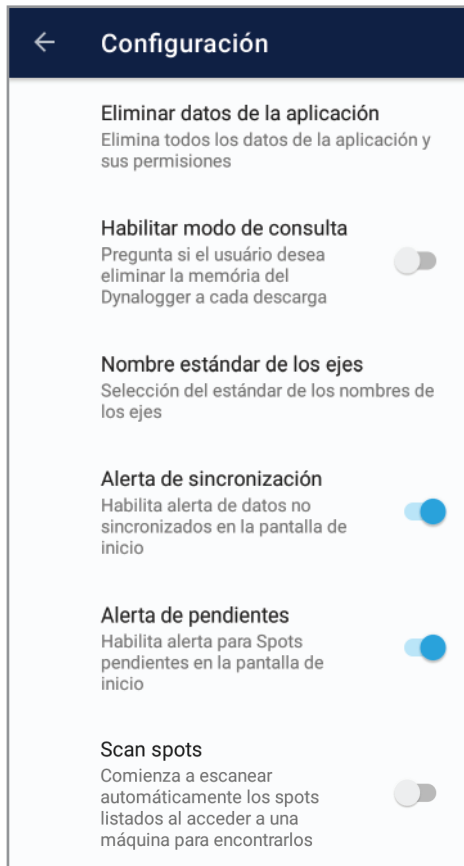 Configuración
Eliminar datos de la aplicación
Elimina todos los datos de la aplicación y
sus permisiones
Habilitar modo de consulta
Pregunta si el usuário desea
eliminar la memória del
Dynalogger a cada descarga
Nombre estándar de los ejes
Selección del estándar de los nombres de
los ejes
Alerta de sincronización
Habilita alerta de datos no
sincronizados en la pantalla de
inicio
Alerta de pendientes
Habilita alerta para Spots
pendientes en la pantalla de
inicio
Scan spots
Comienza a escanear
automáticamente los spots
listados al acceder a una
máquina para encontrarlos